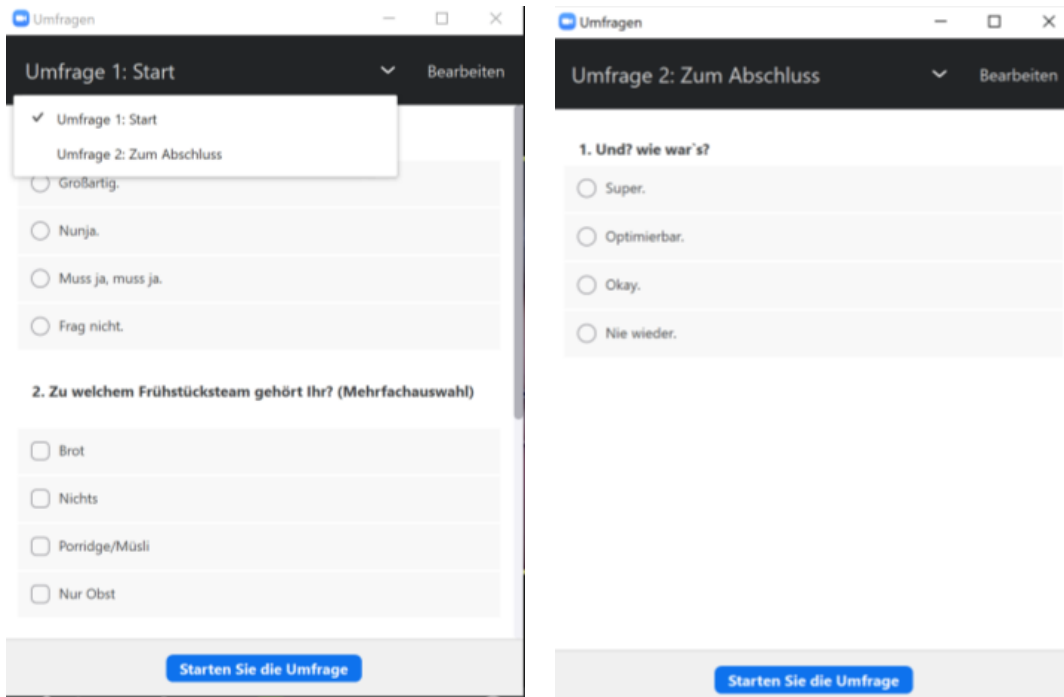 Umfragen
Umfrage 1: Start
Bearbeiten
Umfrage 1: Start
Umfrage 2: Zum Abschluss
Großartig.
Nunja.
Muss ja, muss ja.
Frag nicht.
2. Zu welchem Frühstücksteam gehört Ihr? (Mehrfachauswahl)
Brot
Nichts
Porridge/Müsli
Nur Obst
Starten Sie die Umfrage
Umfragen
Umfrage 2: Zum Abschluss
Bearbeiten
1. Und? wie war`s?
Super.
Optimierbar.
Okay.
Nie wieder.
Starten Sie die Umfrage